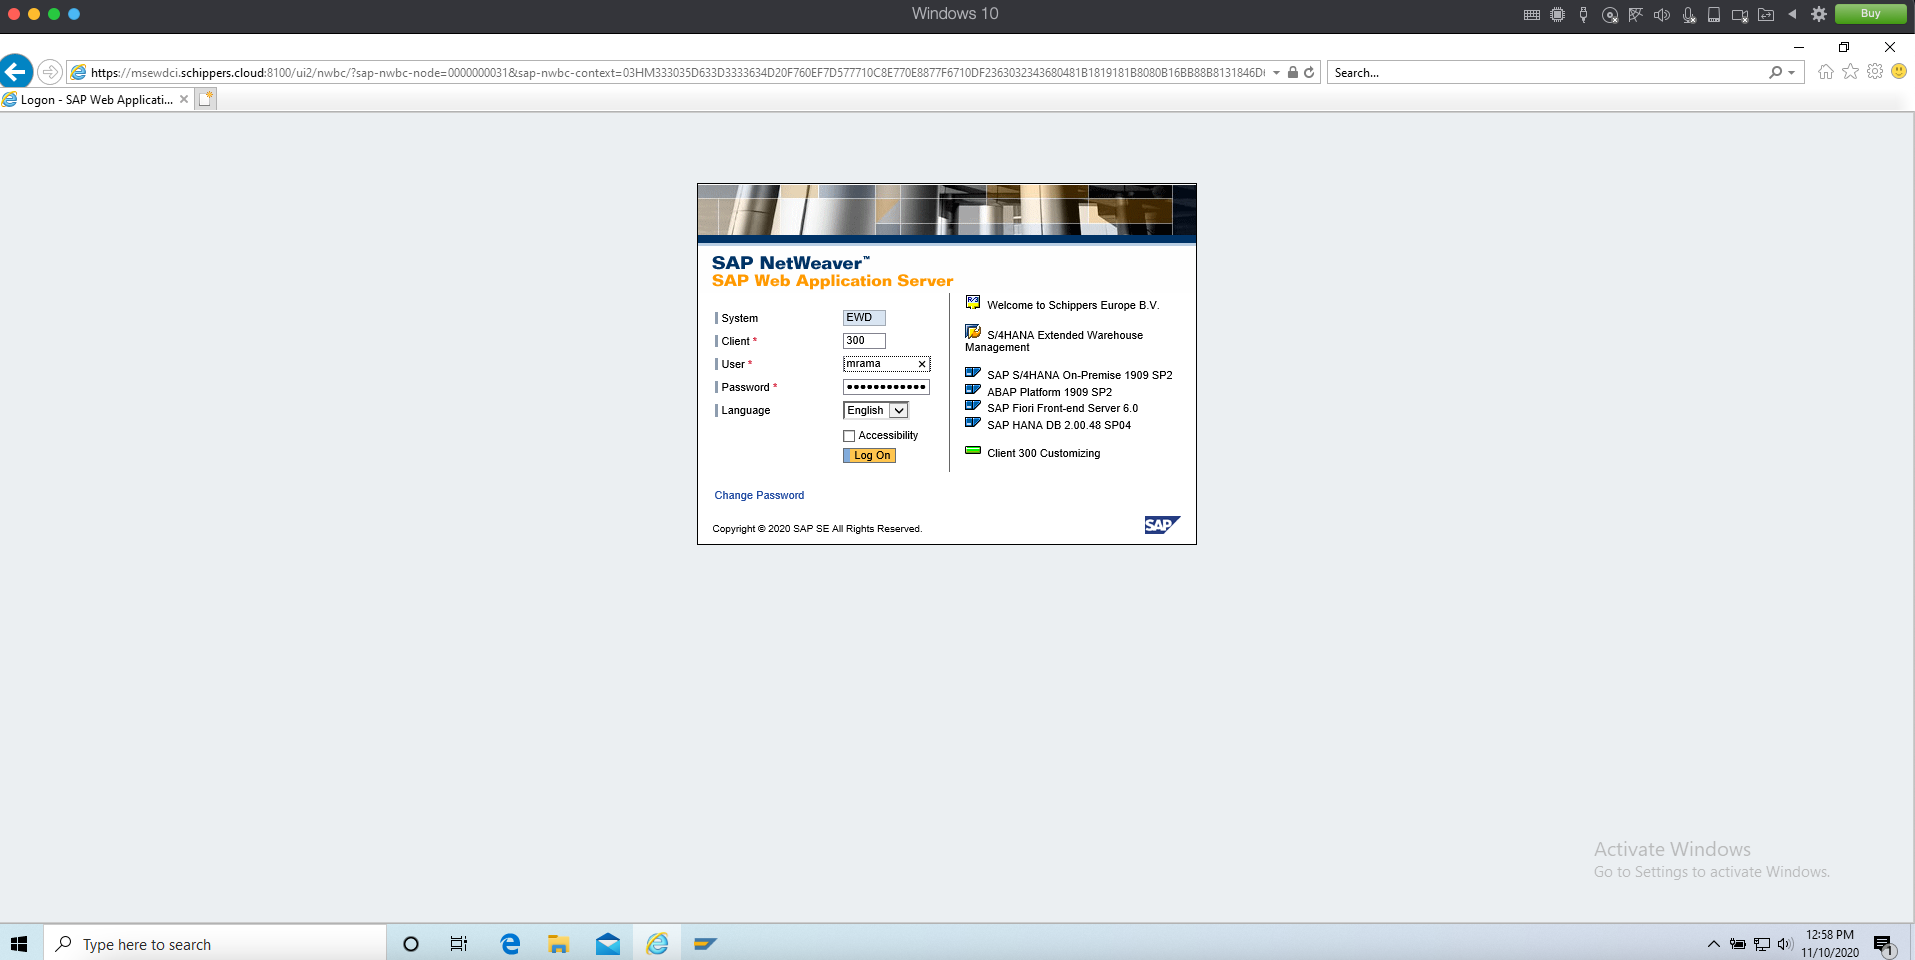 Windows 10
Buy
https://msewdci.schippers.cloud:8100/ui2/nwbc/?sap-nwbc-node=0000000031&sap-nwbc-context=03HM333035D633D3333634D20F760EF7D577710C8E770E8877F6710DF2363032343680481B1819181B8080B16BB88B8131846D
Search...
Logon - SAP Web Applicati...
SAP NetWeaver™
SAP Web Application Server
System EWD
Client * 300
User * mrama
Password *
Language English
Accessibility
Log On
Change Password
Copyright © 2020 SAP SE All Rights Reserved.
R/3 Welcome to Schippers Europe B.V.
S/4HANA Extended Warehouse
Management
SAP S/4HANA On-Premise 1909 SP2
ABAP Platform 1909 SP2
SAP Fiori Front-end Server 6.0
SAP HANA DB 2.00.48 SP04
Client 300 Customizing
SAP
Activate Windows
Go to Settings to activate Windows.
Type here to search
12:58 PM
11/10/2020
1